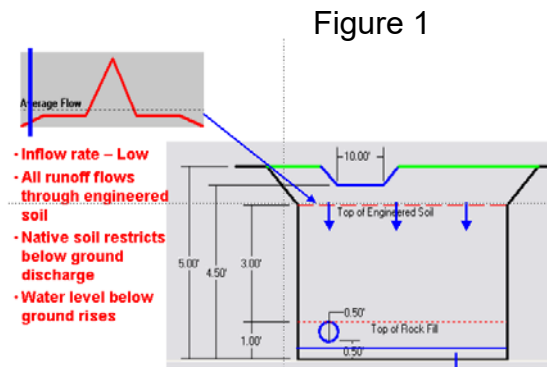 Figure 1
Average Flow
• Inflow rate – Low
• All runoff flows
through engineered
soil
• Native soil restricts
below ground
discharge
• Water level below
ground rises
10.00'
Top of Engineered Soil
5.00'
4.50'
3.00'
0.50'
Top of Rock Fill
1.00'
0.50'